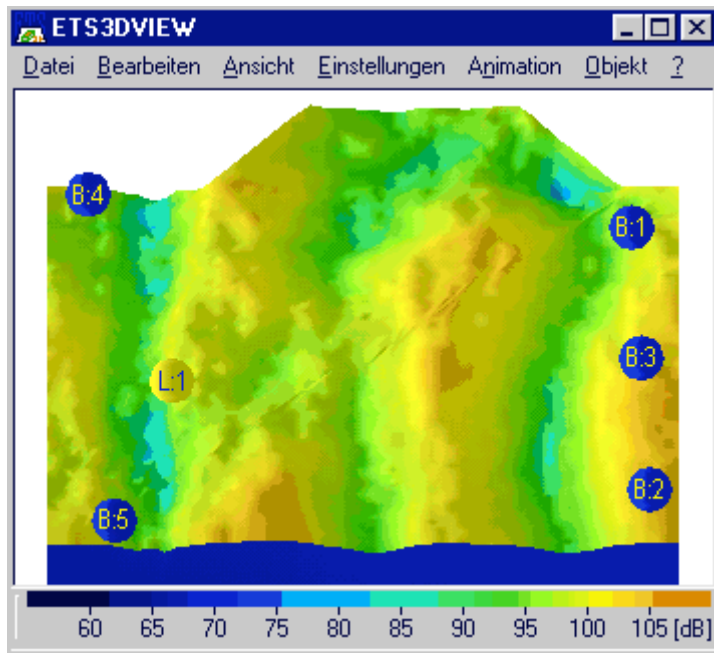 ETS3DVIEW
Datei Bearbeiten Ansicht Einstellungen Animation Objekt ?
B:4
B:1
B:3
L:1
B:2
B:5
60 65 70 75 80 85 90 95 100 105 [dB]